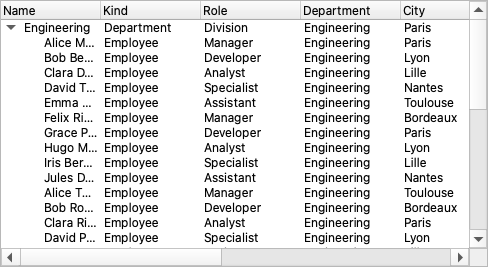 Name Kind Role Department City
Engineering Department Division Engineering Paris
Alice M... Employee Manager Engineering Paris
Bob Be... Employee Developer Engineering Lyon
Clara D... Employee Analyst Engineering Lille
David T... Employee Specialist Engineering Nantes
Emma ... Employee Assistant Engineering Toulouse
Felix Ri... Employee Manager Engineering Bordeaux
Grace P... Employee Developer Engineering Paris
Hugo M... Employee Analyst Engineering Lyon
Iris Ber... Employee Specialist Engineering Lille
Jules D... Employee Assistant Engineering Nantes
Alice T... Employee Manager Engineering Toulouse
Bob Ro... Employee Developer Engineering Bordeaux
Clara Ri... Employee Analyst Engineering Paris
David P... Employee Specialist Engineering Lyon